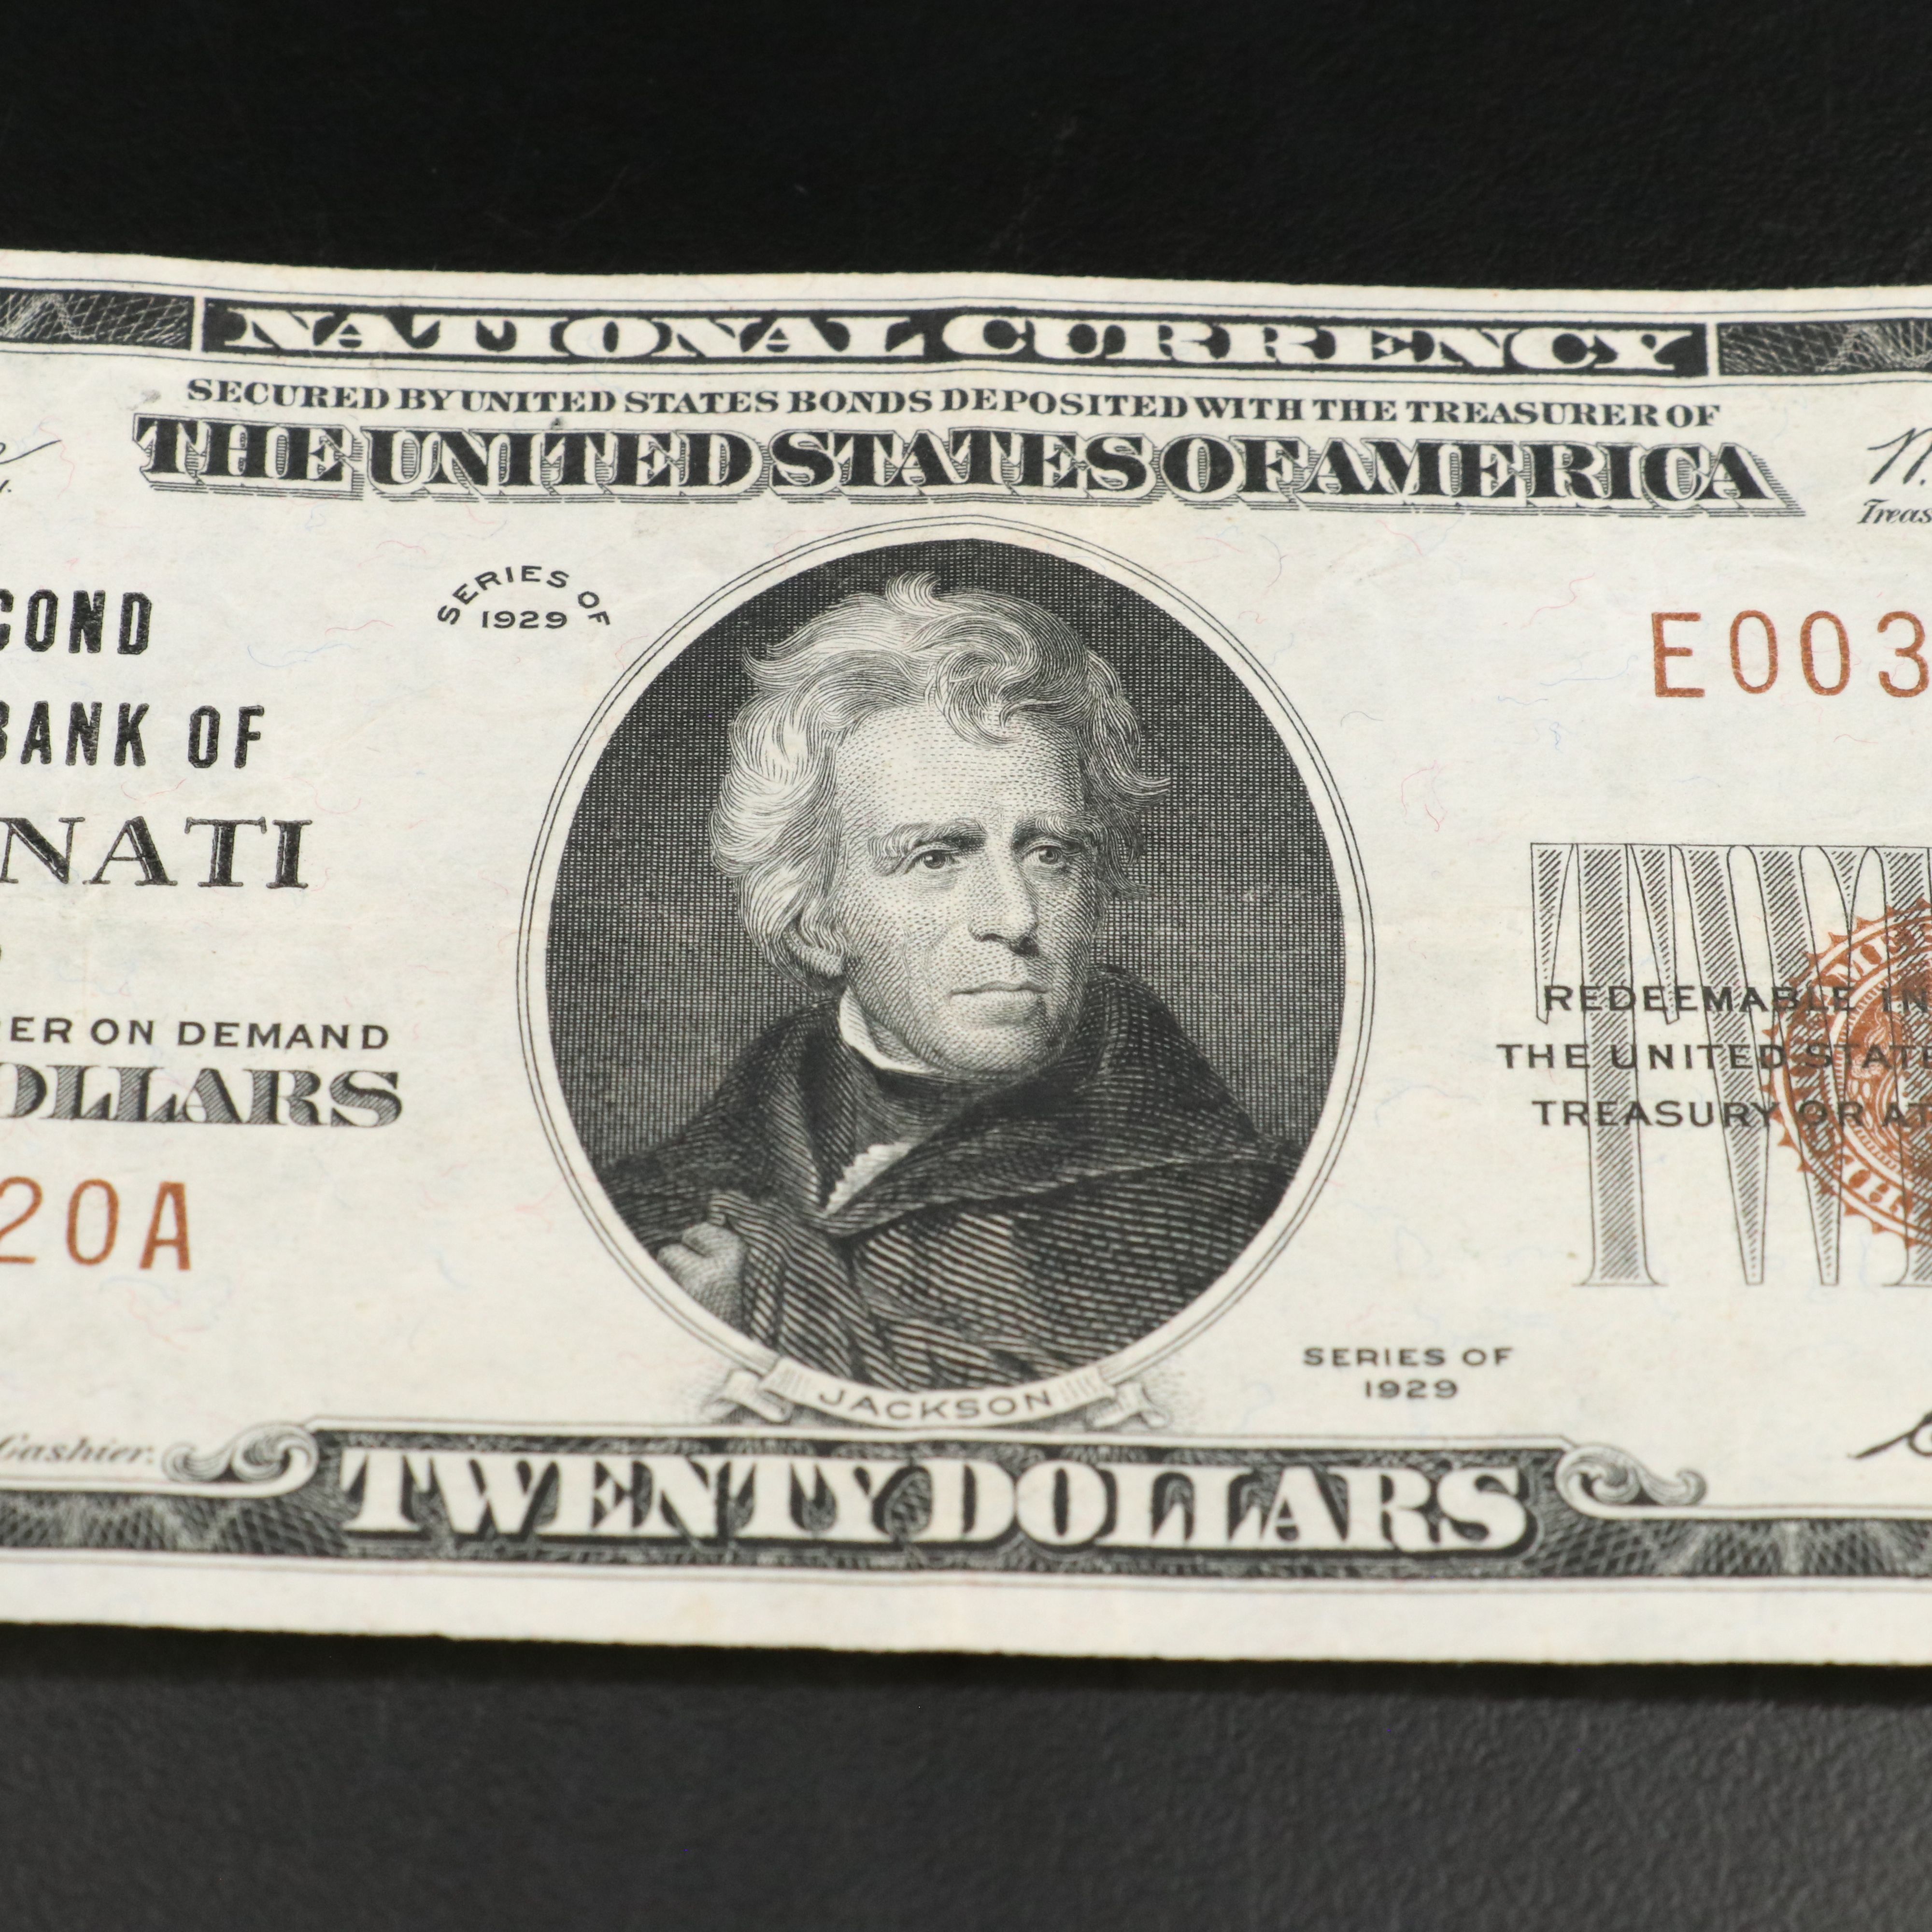 NATIONAL CURRENCY
SECURED BY UNITED STATES BONDS DEPOSITED WITH THE TREASURER OF
THE UNITED STATES OF AMERICA
Treas
SERIES OF
1929
COND
BANK OF
NATI
E003
ER ON DEMAND
OLLARS
20A
REDEEMABLE IN
THE UNITED STATE
TREASURY OR AT
JACKSON
SERIES OF
1929
Cashier.
TWENTY DOLLARS